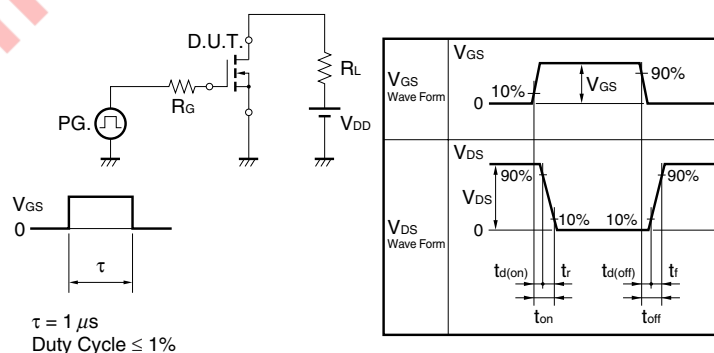 D.U.T.
RL
RG
PG.
VDD
VGS
0
τ
τ = 1 μs
Duty Cycle ≤ 1%
VGS
Wave Form
VGS
10%
0
VGS
90%
VDS
Wave Form
VDS
90%
VDS
0
10%
10%
90%
td(on)
tr
td(off)
tf
ton
toff